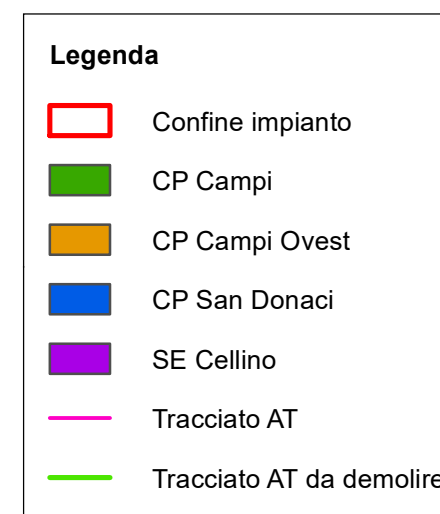 Legenda
Confine impianto
CP Campi
CP Campi Ovest
CP San Donaci
SE Cellino
Tracciato AT
Tracciato AT da demolire